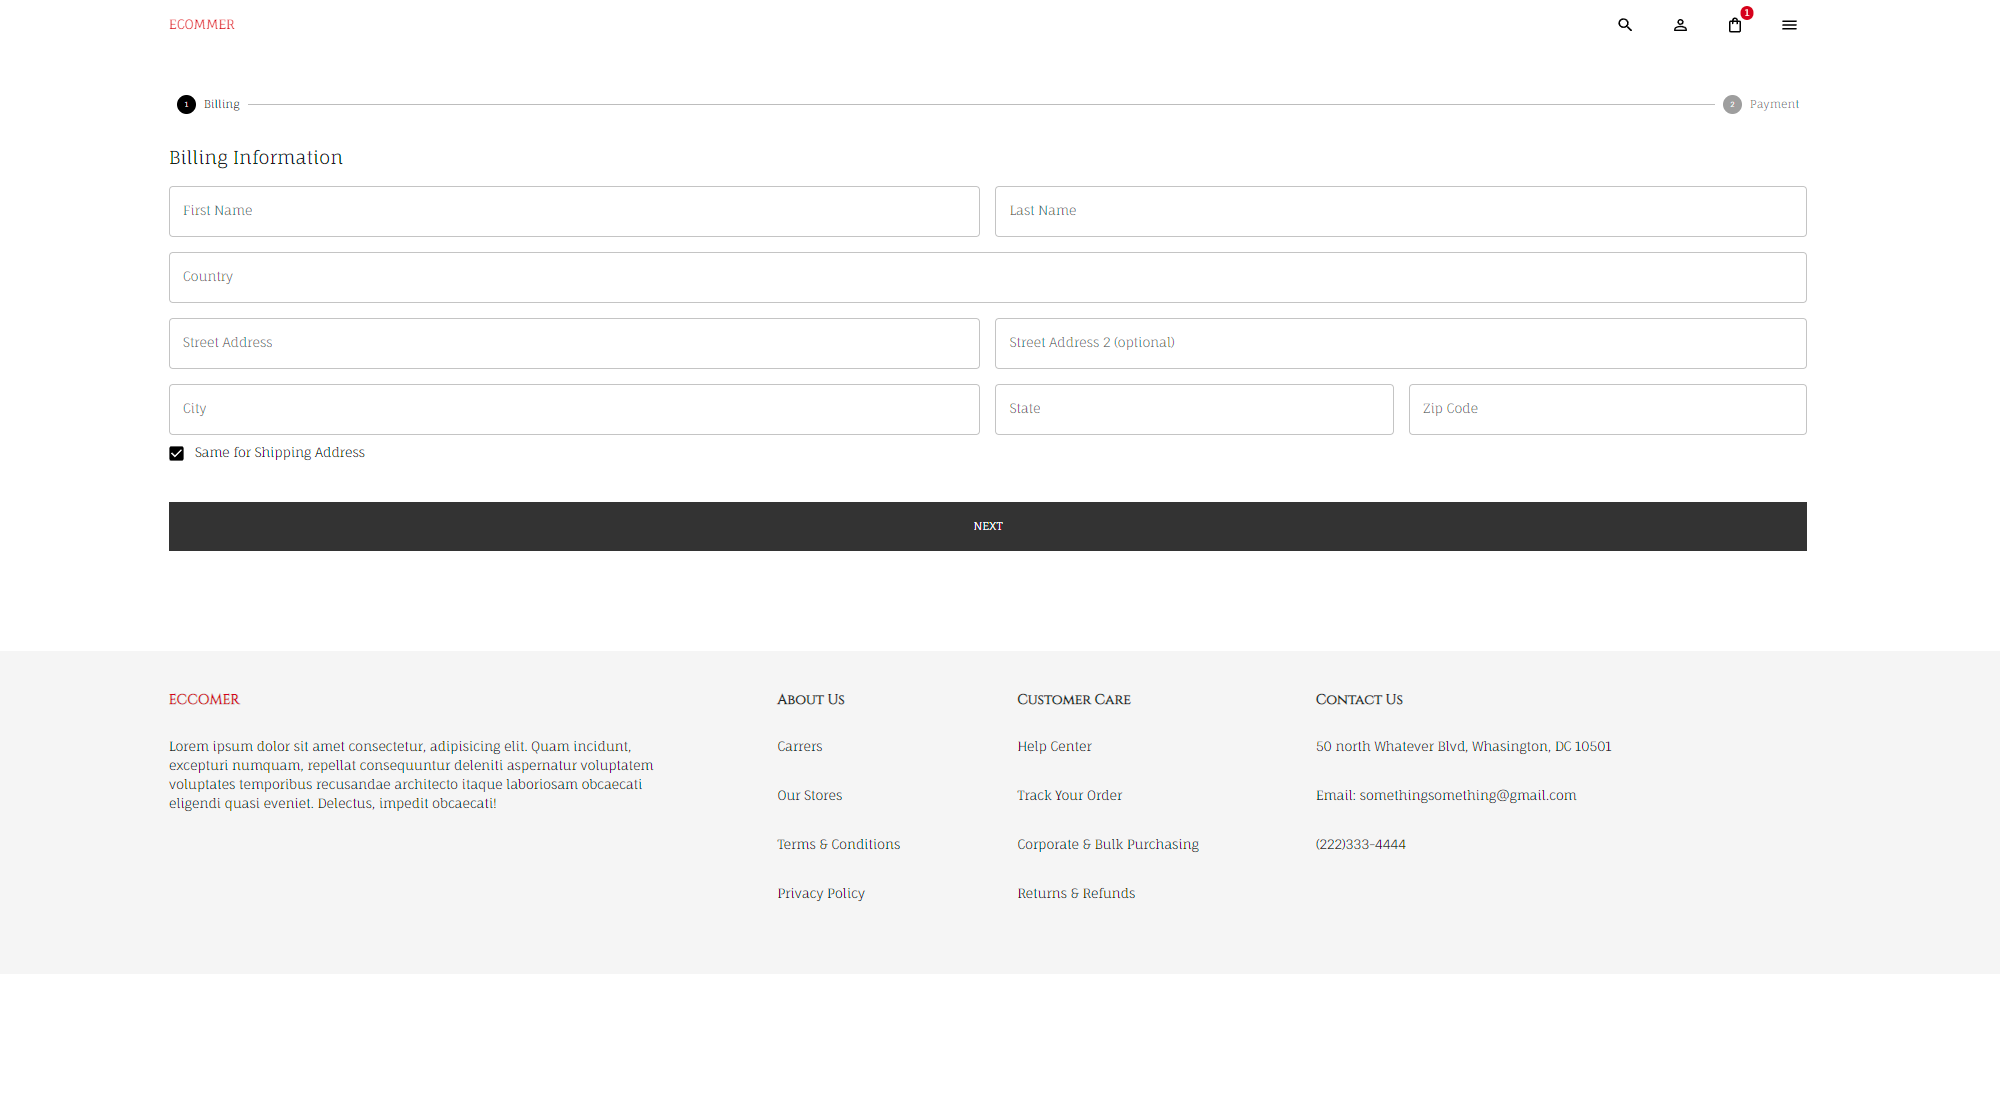 ECOMMER
1
1 Billing
2 Payment
Billing Information
First Name
Last Name
Country
Street Address
Street Address 2 (optional)
City
State
Zip Code
Same for Shipping Address
NEXT
ECCOMER
Lorem ipsum dolor sit amet consectetur, adipisicing elit. Quam incidunt,
excepturi numquam, repellat consequuntur deleniti aspernatur voluptatem
voluptates temporibus recusandae architecto itaque laboriosam obcaecati
eligendi quasi eveniet. Delectus, impedit obcaecati!
About Us
Carrers
Our Stores
Terms & Conditions
Privacy Policy
Customer Care
Help Center
Track Your Order
Corporate & Bulk Purchasing
Returns & Refunds
Contact Us
50 north Whatever Blvd, Whasington, DC 10501
Email: somethingsomething@gmail.com
(222)333-4444